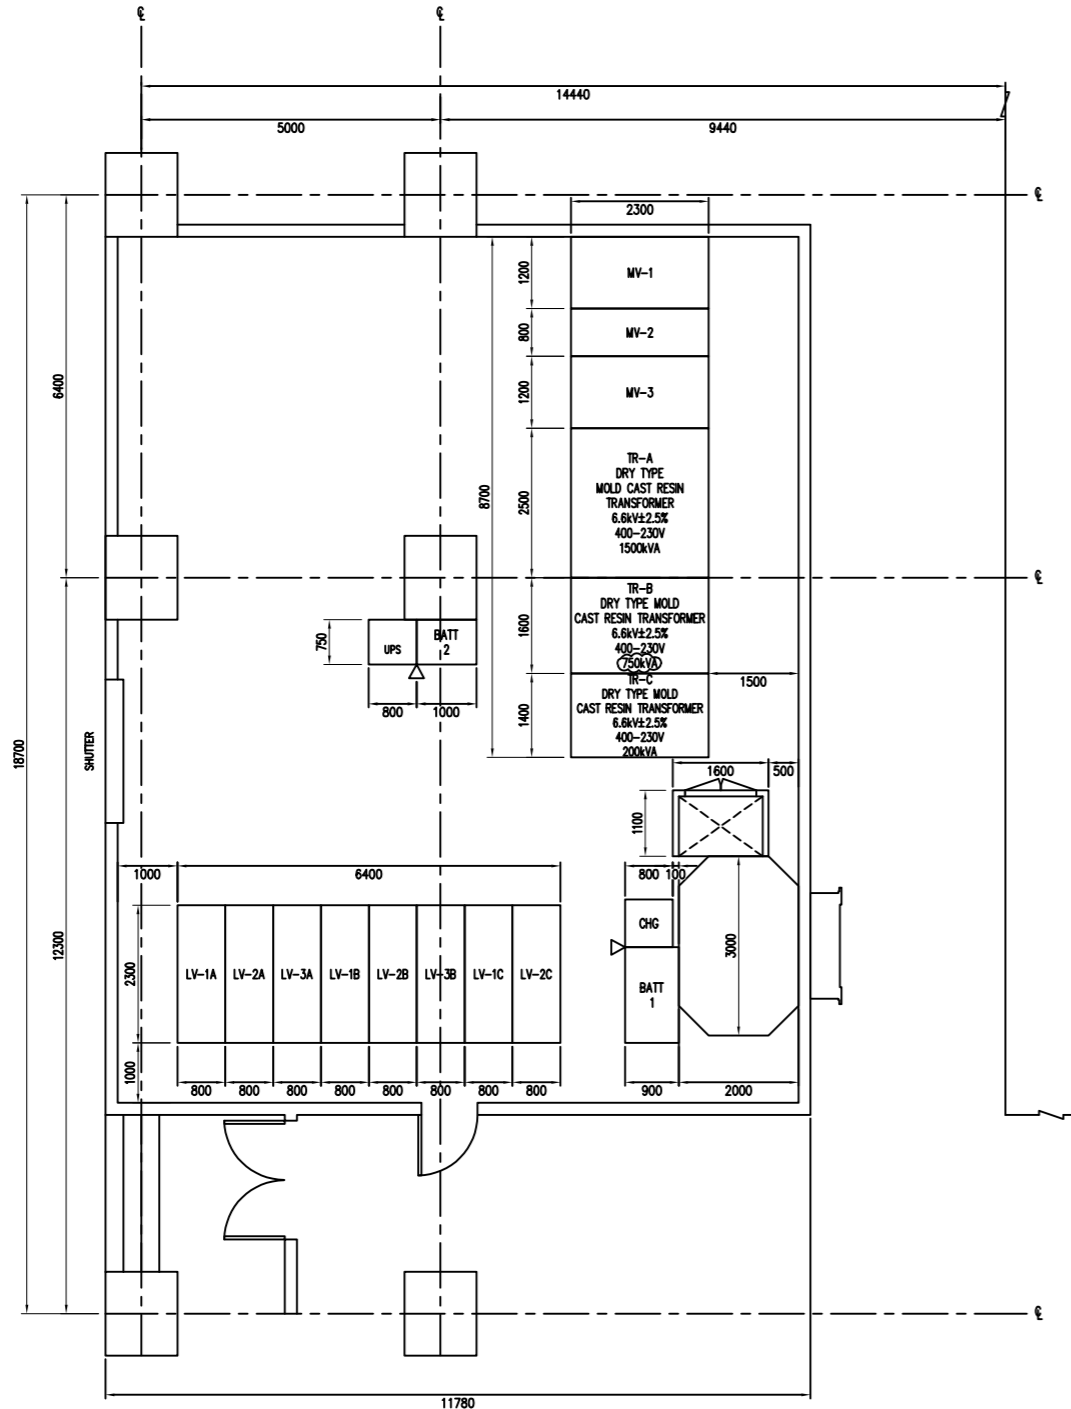 ℄
℄
14440
5000
9440
℄
2300
1200
MV-1
800
MV-2
1200
MV-3
6400
8700
2500
TR-A
DRY TYPE
MOLD CAST RESIN
TRANSFORMER
6.6kV±2.5%
400-230V
1500kVA
℄
750
UPS
BATT
2
800
1000
1600
TR-B
DRY TYPE MOLD
CAST RESIN TRANSFORMER
6.6kV±2.5%
400-230V
750kVA
1500
1400
TR-C
DRY TYPE MOLD
CAST RESIN TRANSFORMER
6.6kV±2.5%
400-230V
200kVA
18700
SHUTTER
1600
500
1100
1000
6400
800
100
12300
2300
LV-1A
LV-2A
LV-3A
LV-1B
LV-2B
LV-3B
LV-1C
LV-2C
CHG
BATT
1
3000
1000
800
800
800
800
800
800
800
800
900
2000
℄
11780